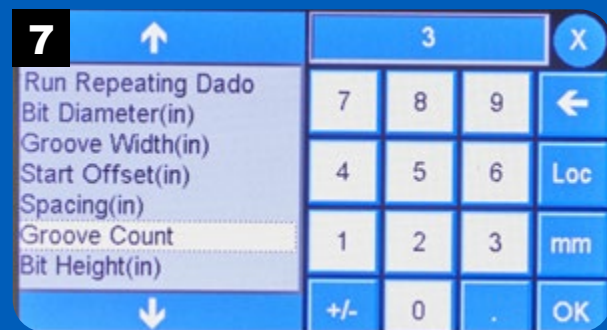 7
3
X
Run Repeating Dado
Bit Diameter(in)
Groove Width(in)
Start Offset(in)
Spacing(in)
Groove Count
Bit Height(in)
7 8 9
4 5 6 Loc
1 2 3 mm
+/- 0 . OK